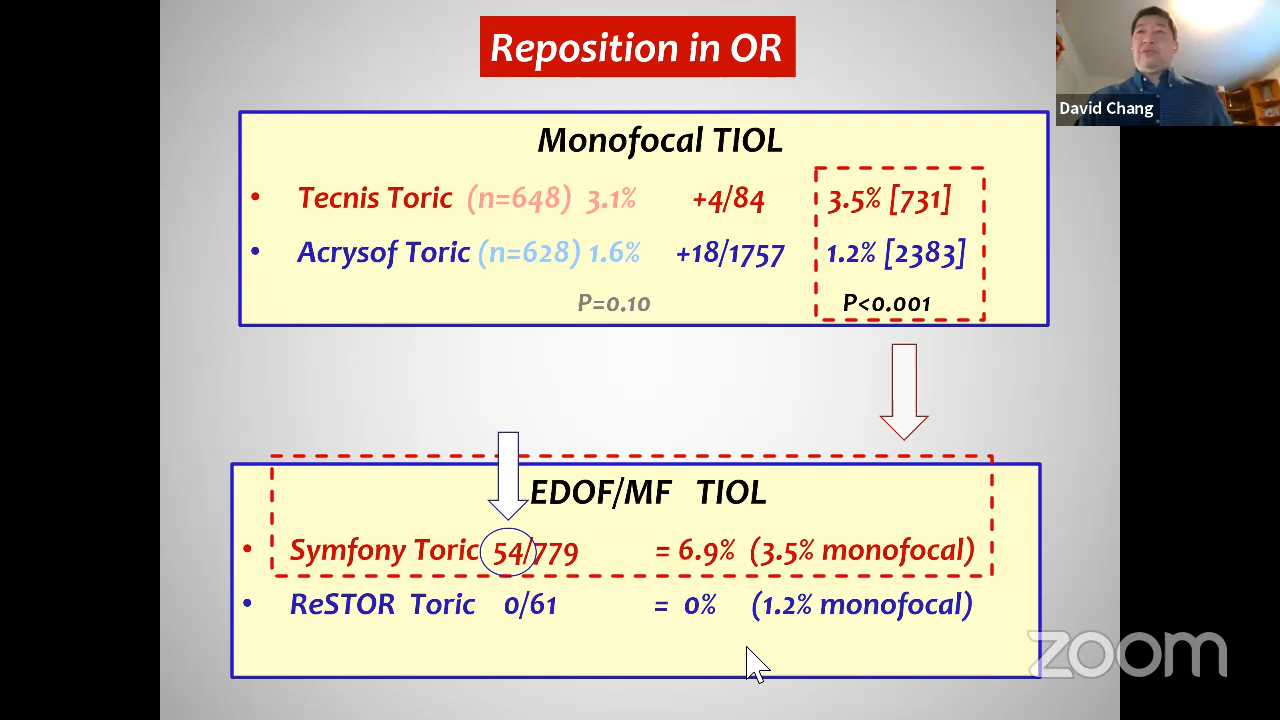 Reposition in OR
David Chang
Monofocal TIOL
• Tecnis Toric (n=648) 3.1% +4/84 3.5% [731]
• Acrysof Toric (n=628) 1.6% +18/1757 1.2% [2383]
P=0.10 P<0.001
EDOF/MF TIOL
• Symfony Toric 54/779 = 6.9% (3.5% monofocal)
• ReSTOR Toric 0/61 = 0% (1.2% monofocal)
zoom